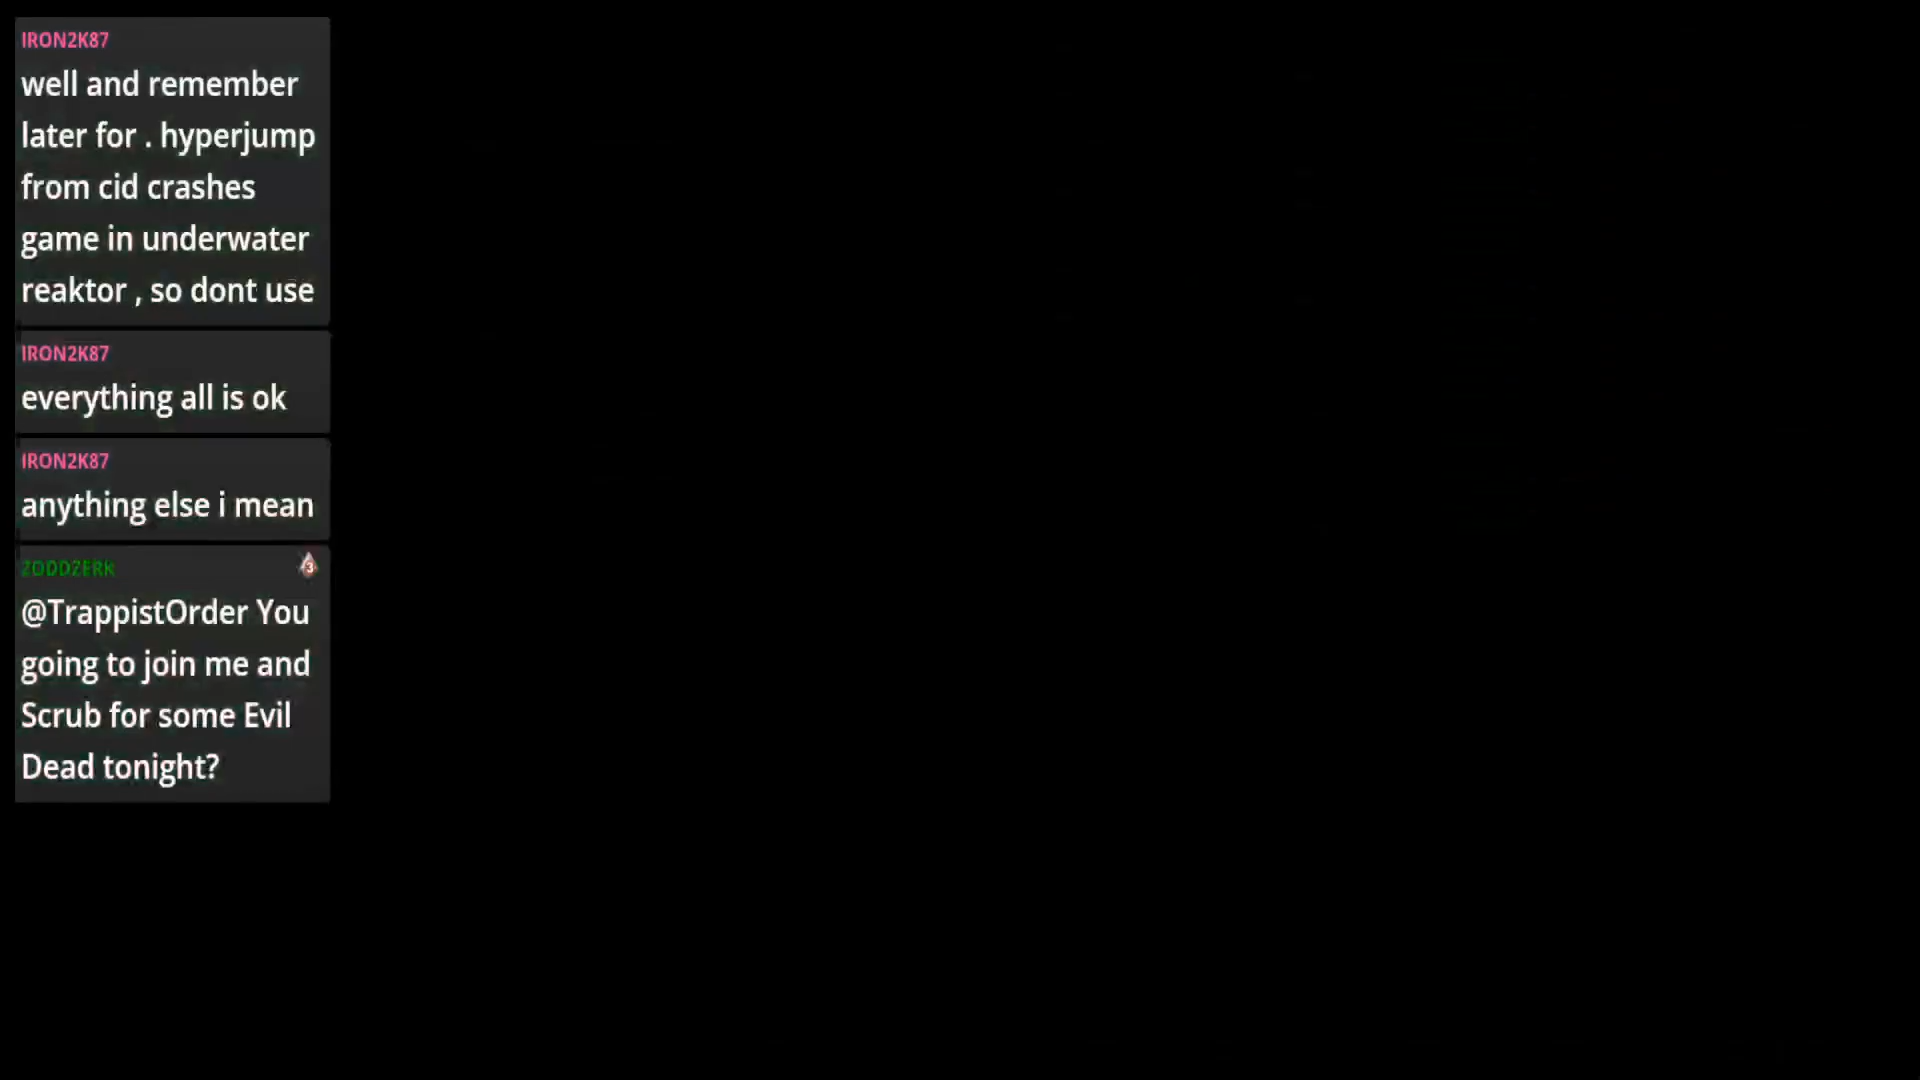 IRON2K87
well and remember
later for . hyperjump
from cid crashes
game in underwater
reaktor , so dont use
IRON2K87
everything all is ok
IRON2K87
anything else i mean
ZODDZERK
3
@TrappistOrder You
going to join me and
Scrub for some Evil
Dead tonight?